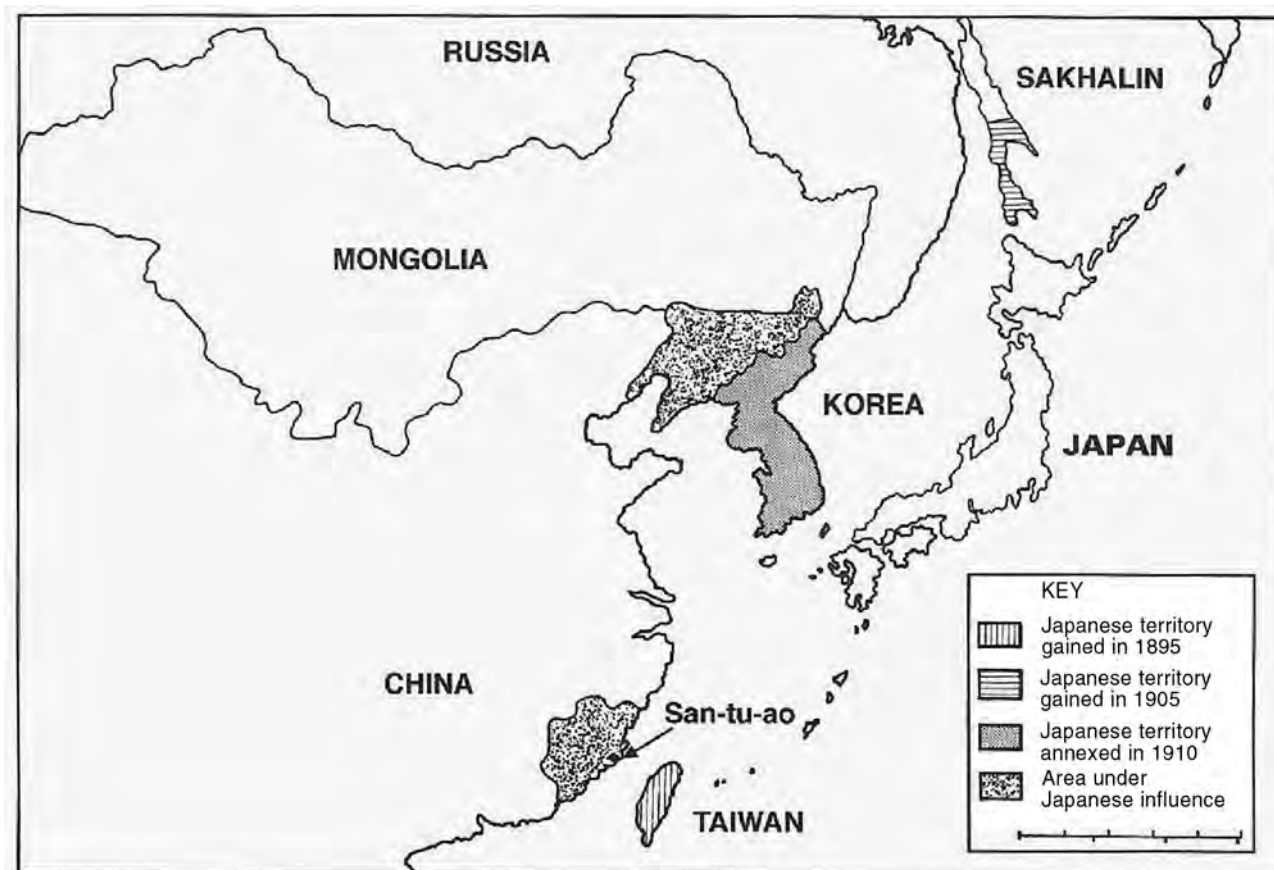 RUSSIA
SAKHALIN
MONGOLIA
KOREA
JAPAN
CHINA
San-tu-ao
TAIWAN
KEY
Japanese territory
gained in 1895
Japanese territory
gained in 1905
Japanese territory
annexed in 1910
Area under
Japanese influence